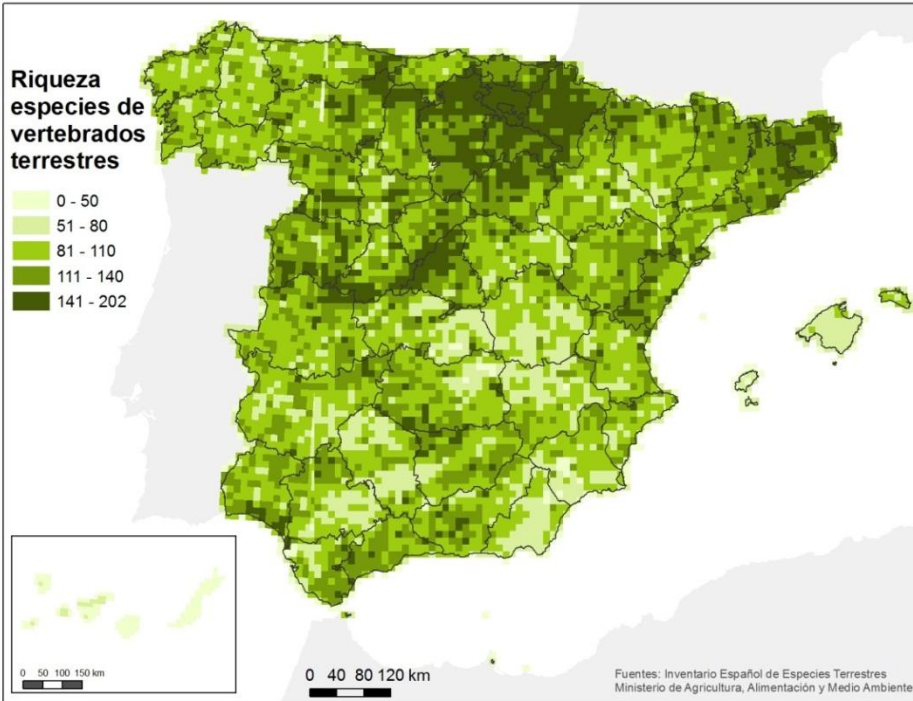 Riqueza
especies de
vertebrados
terrestres
0 - 50
51 - 80
81 - 110
111 - 140
141 - 202
0 50 100 150 km
0 40 80 120 km
Fuentes: Inventario Español de Especies Terrestres
Ministerio de Agricultura, Alimentación y Medio Ambiente